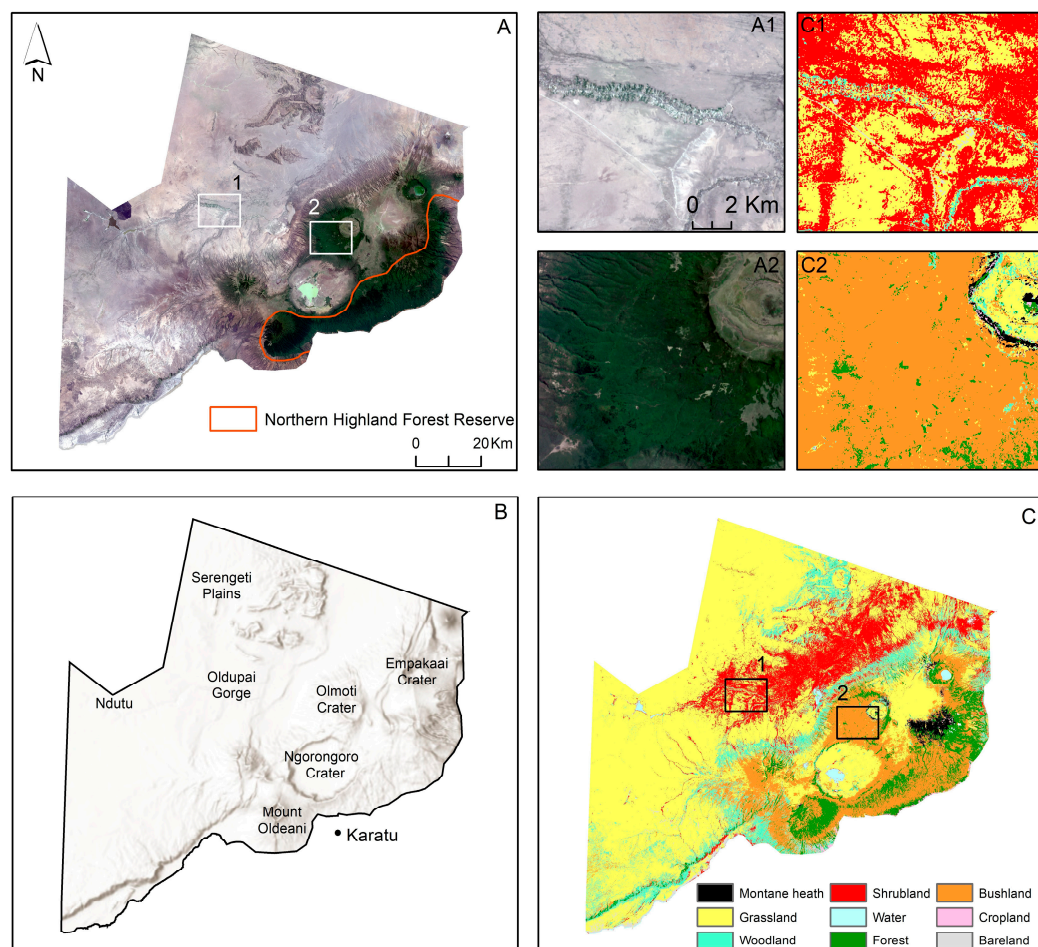 A
N
1
2
Northern Highland Forest Reserve
0 20 Km
A1
0 2 Km
C1
A2
C2
B
Serengeti
Plains
Oldupai
Gorge
Empakaai
Crater
Ndutu
Olmoti
Crater
Ngorongoro
Crater
Mount
Oldeani
Karatu
C
1
2
Montane heath Shrubland Bushland
Grassland Water Cropland
Woodland Forest Bareland